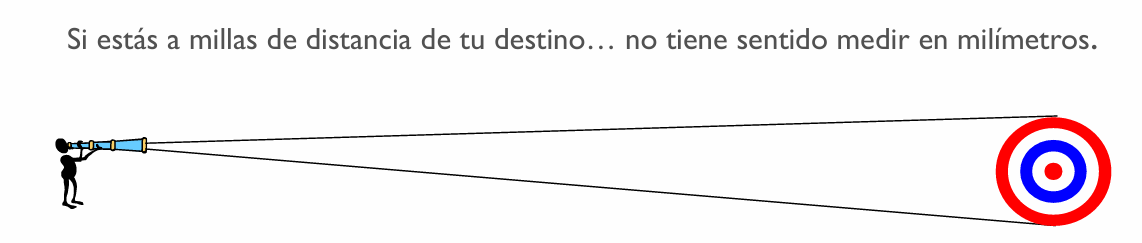 Si estás a millas de distancia de tu destino… no tiene sentido medir en milímetros.